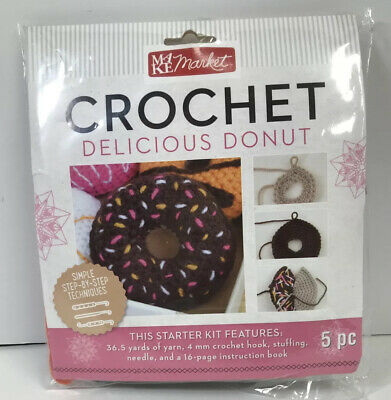 MAKE Market
CROCHET
DELICIOUS DONUT
SIMPLE
STEP-BY-STEP
TECHNIQUES
THIS STARTER KIT FEATURES:
36.5 yards of yarn, 4 mm crochet hook, stuffing,
needle, and a 16-page instruction book
5 pc